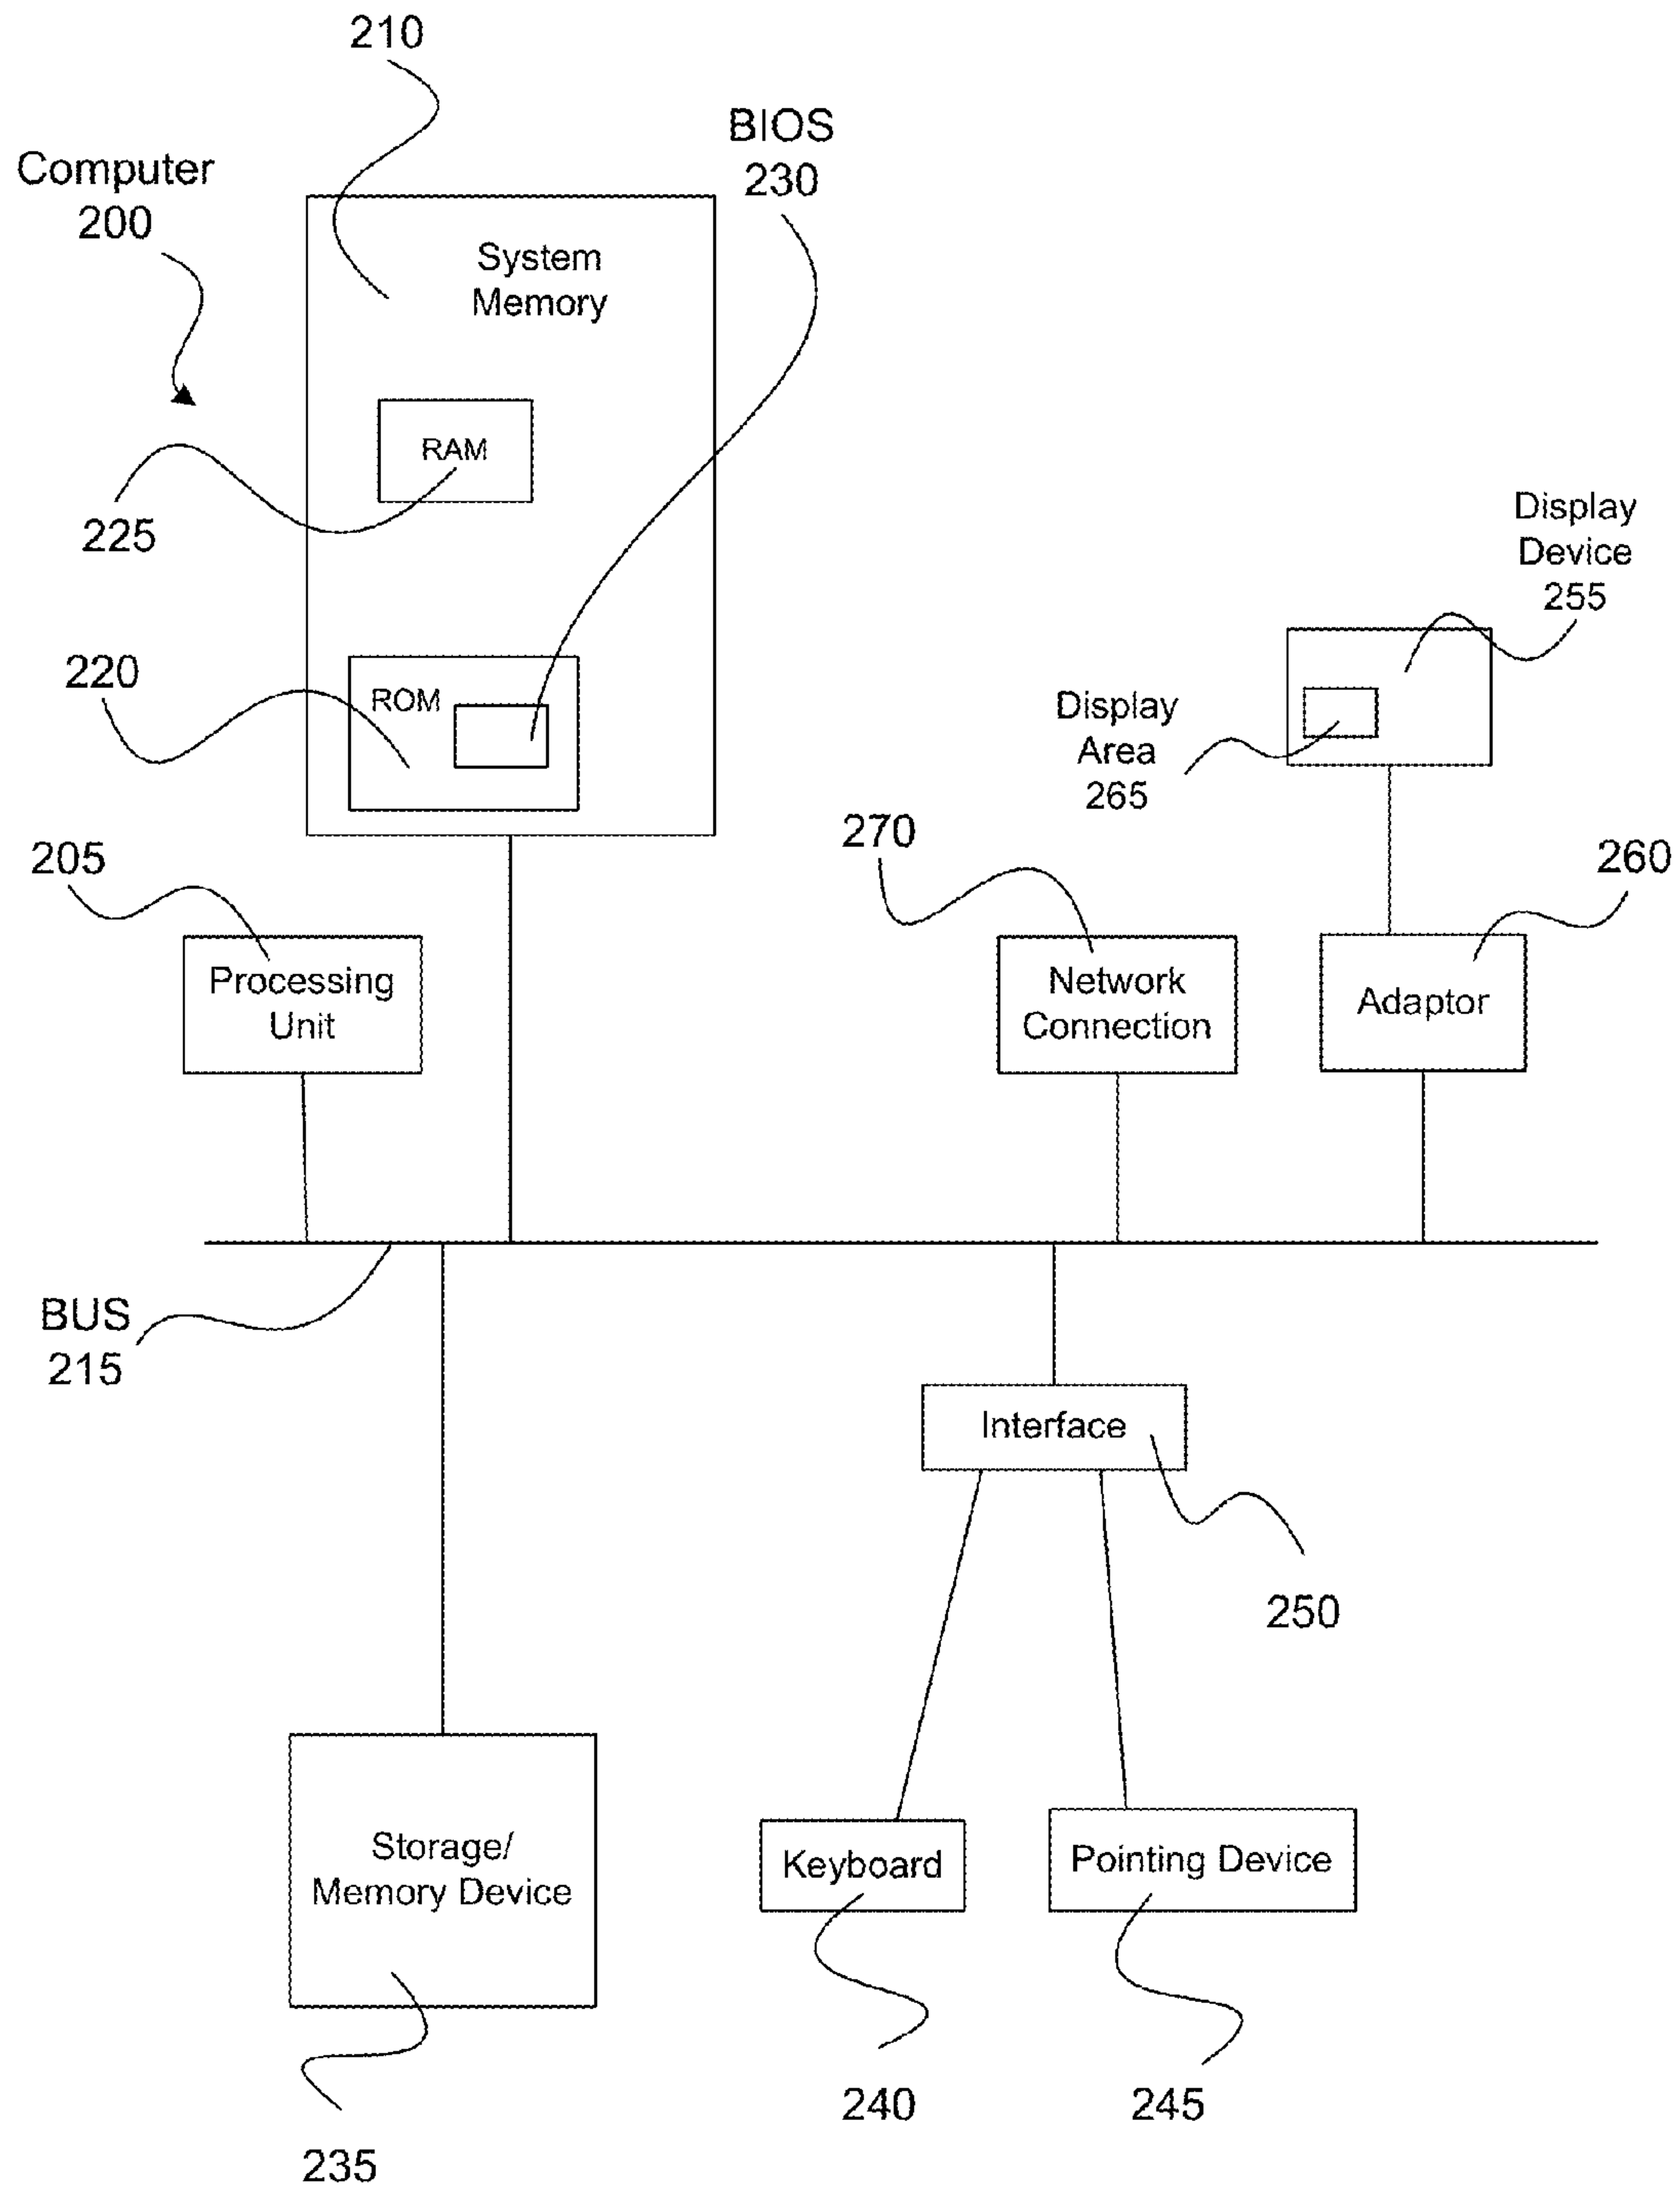 210
BIOS
230
Computer
200
System
Memory
RAM
225
Display
Device
255
220
ROM
Display
Area
265
270
260
205
Processing
Unit
Network
Connection
Adaptor
BUS
215
Interface
250
Storage/
Memory Device
Keyboard
Pointing Device
240
245
235